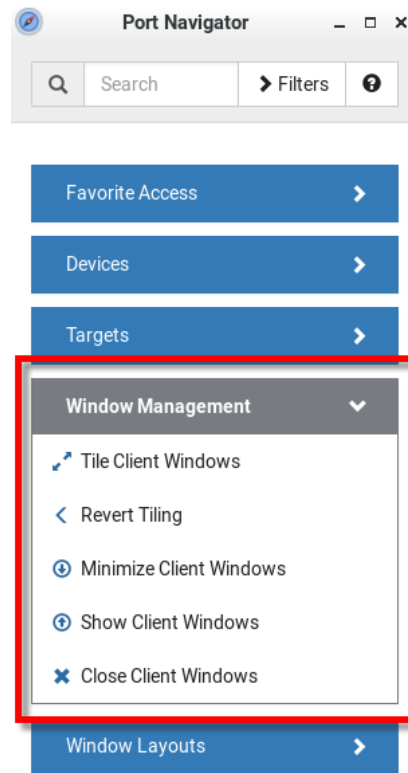 Port Navigator
Search
Filters
Favorite Access
Devices
Targets
Window Management
Tile Client Windows
Revert Tiling
Minimize Client Windows
Show Client Windows
Close Client Windows
Window Layouts